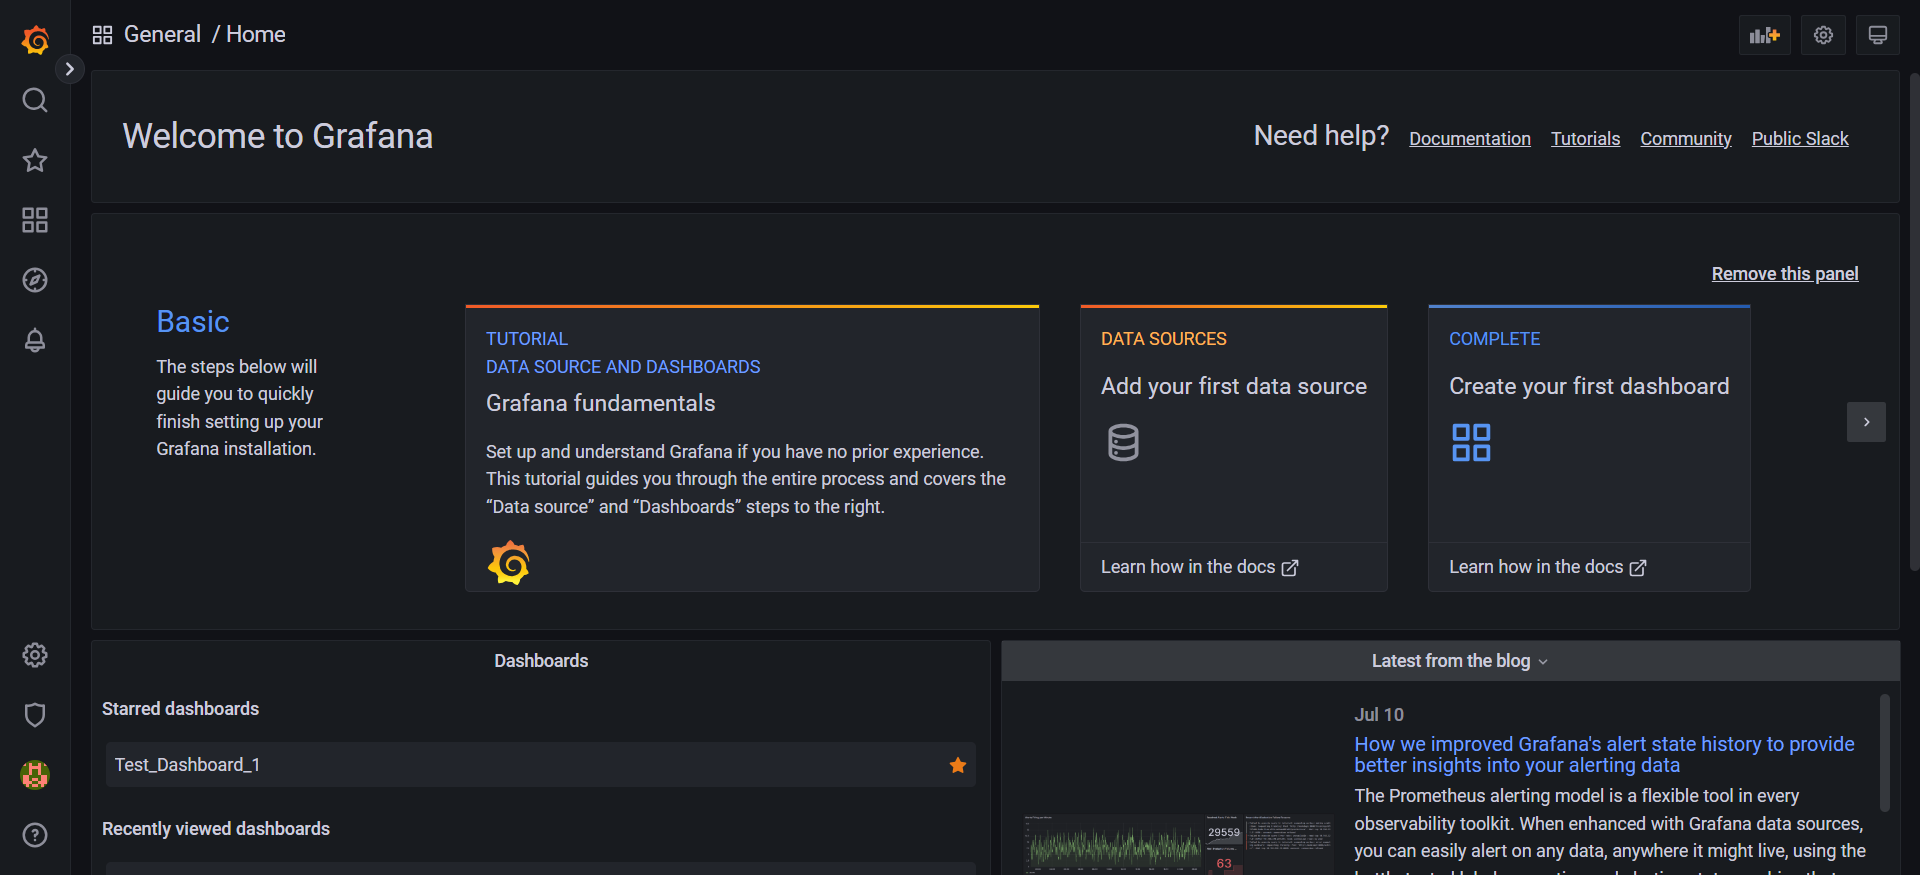 General / Home
Welcome to Grafana
Need help? Documentation Tutorials Community Public Slack
Remove this panel
Basic
The steps below will
guide you to quickly
finish setting up your
Grafana installation.
TUTORIAL
DATA SOURCE AND DASHBOARDS
Grafana fundamentals
Set up and understand Grafana if you have no prior experience.
This tutorial guides you through the entire process and covers the
“Data source” and “Dashboards” steps to the right.
DATA SOURCES
Add your first data source
Learn how in the docs
COMPLETE
Create your first dashboard
Learn how in the docs
Dashboards
Starred dashboards
Test_Dashboard_1
Recently viewed dashboards
Latest from the blog
Jul 10
How we improved Grafana's alert state history to provide
better insights into your alerting data
The Prometheus alerting model is a flexible tool in every
observability toolkit. When enhanced with Grafana data sources,
you can easily alert on any data, anywhere it might live, using the
29559
63